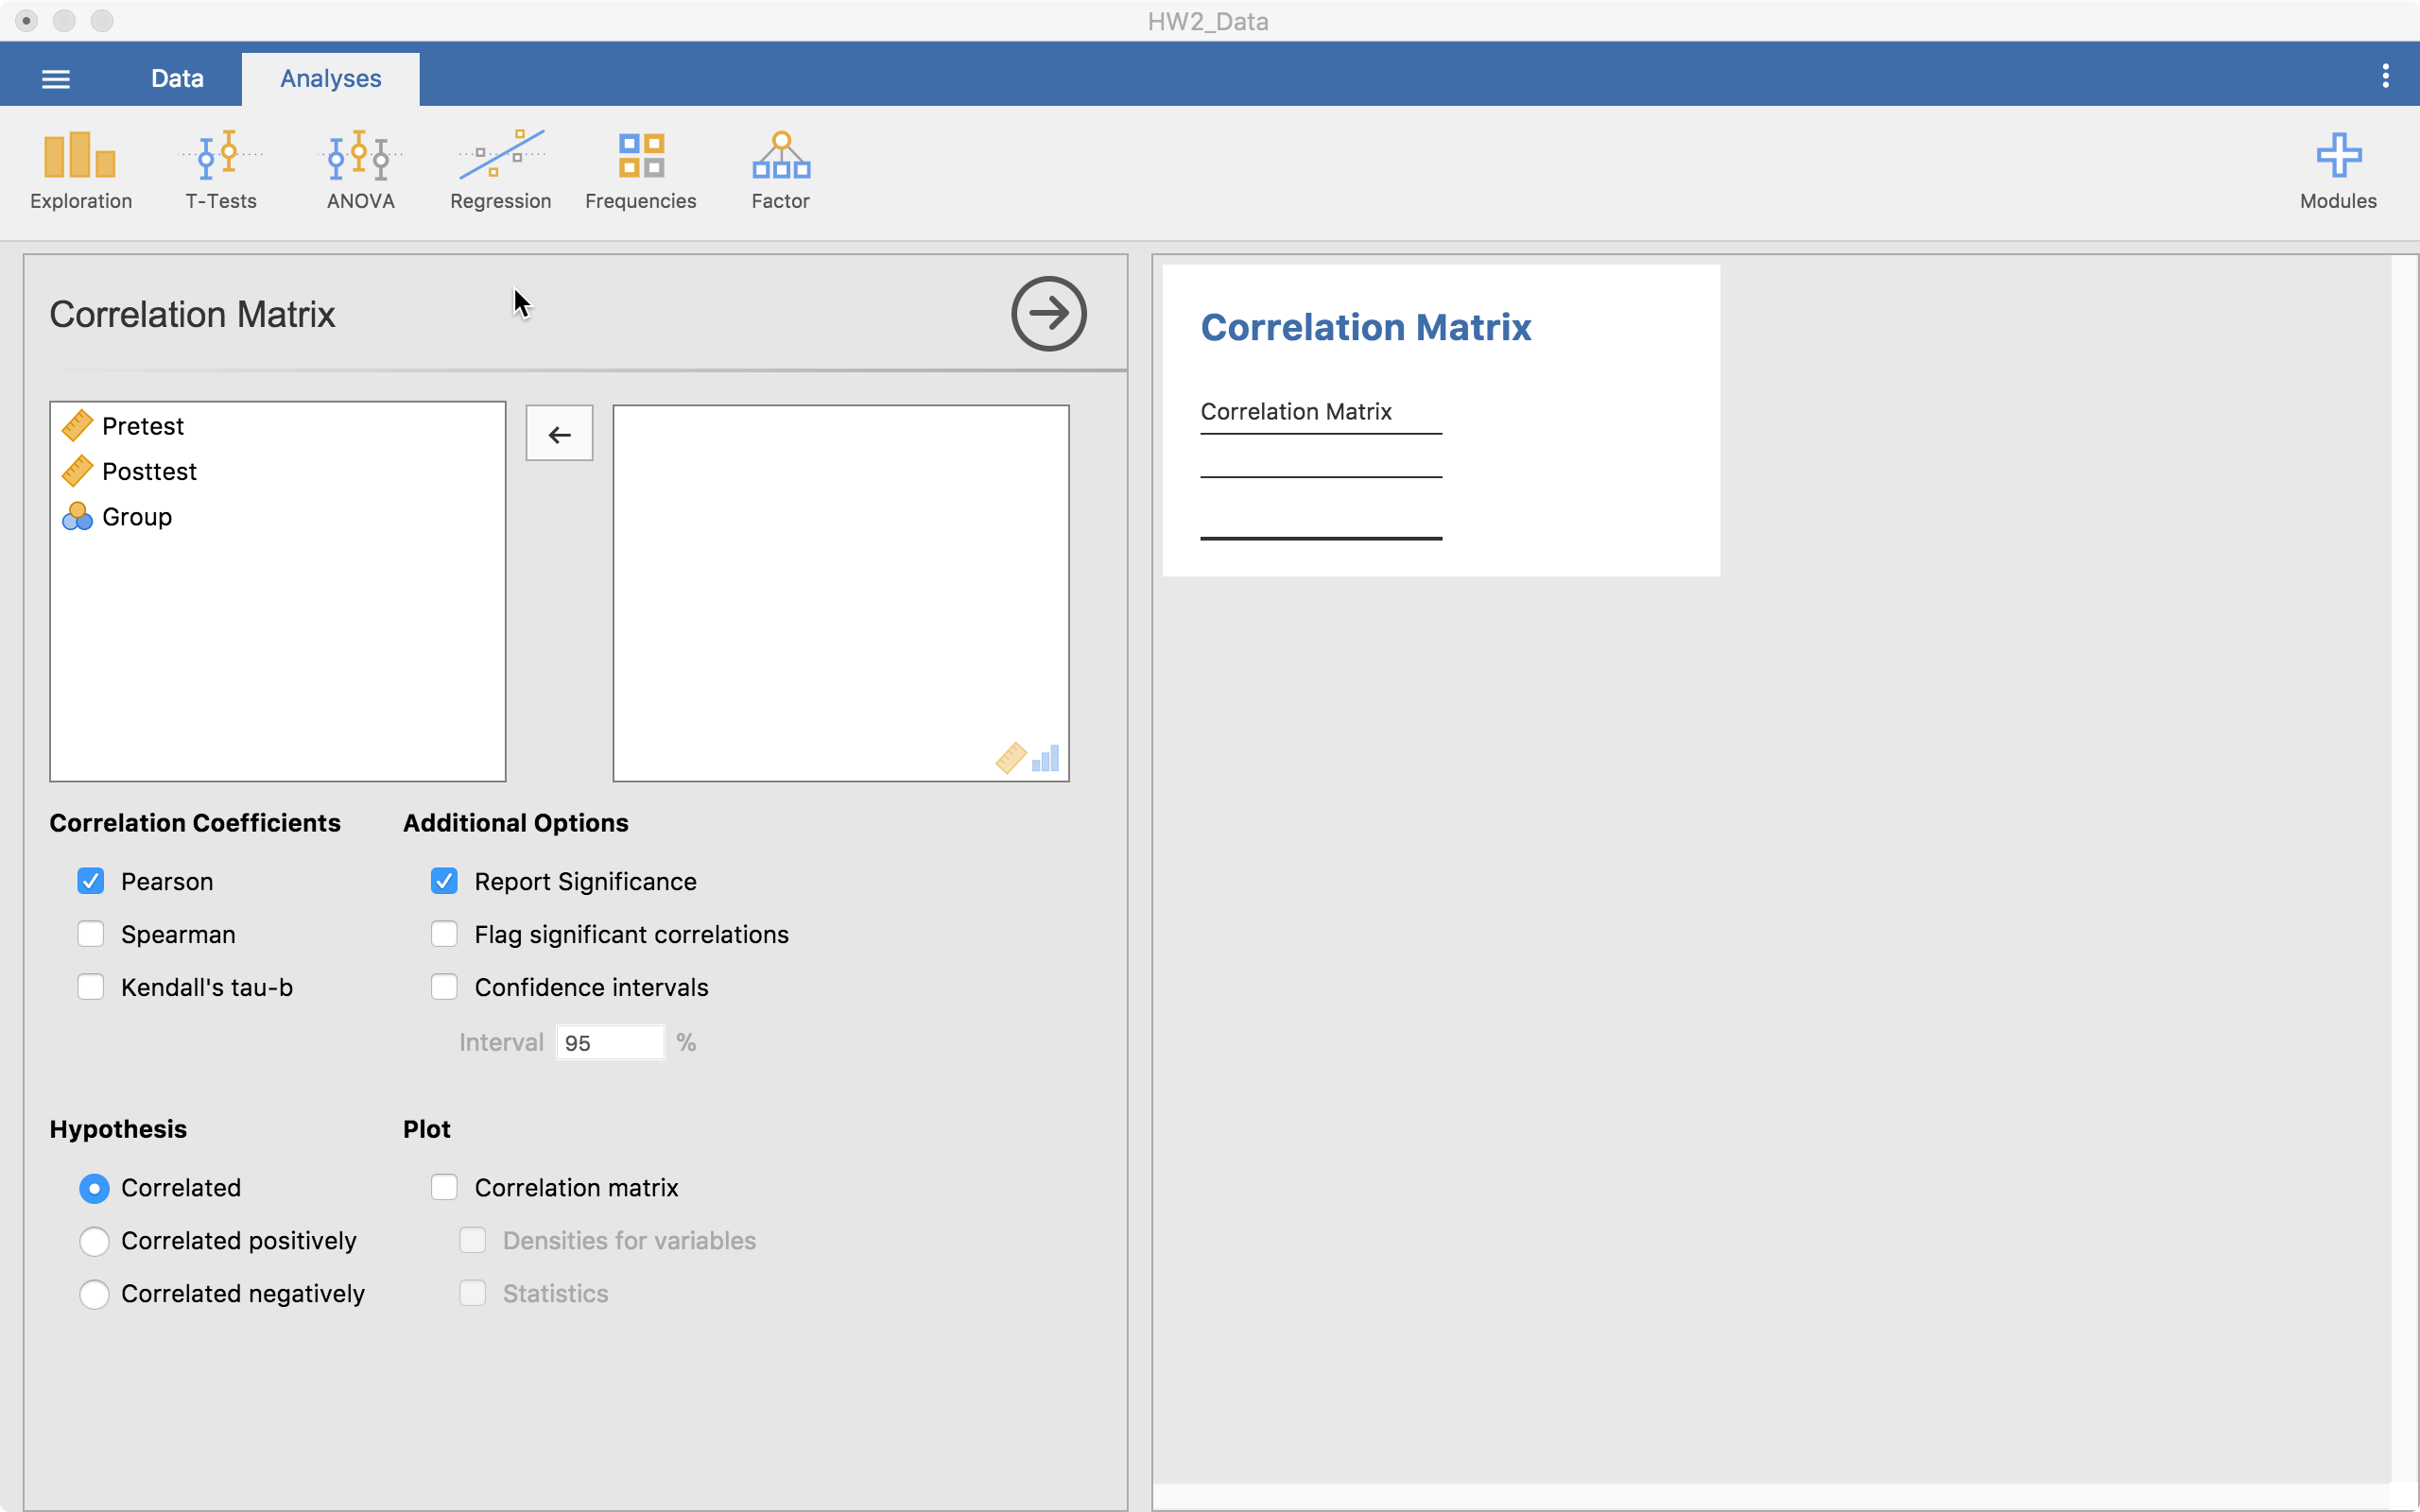 HW2_Data
Data Analyses
Exploration T-Tests ANOVA Regression Frequencies Factor Modules
Correlation Matrix
Pretest
Posttest
Group
Correlation Coefficients
Pearson
Spearman
Kendall's tau-b
Additional Options
Report Significance
Flag significant correlations
Confidence intervals
Interval 95 %
Hypothesis
Correlated
Correlated positively
Correlated negatively
Plot
Correlation matrix
Densities for variables
Statistics
Correlation Matrix
Correlation Matrix